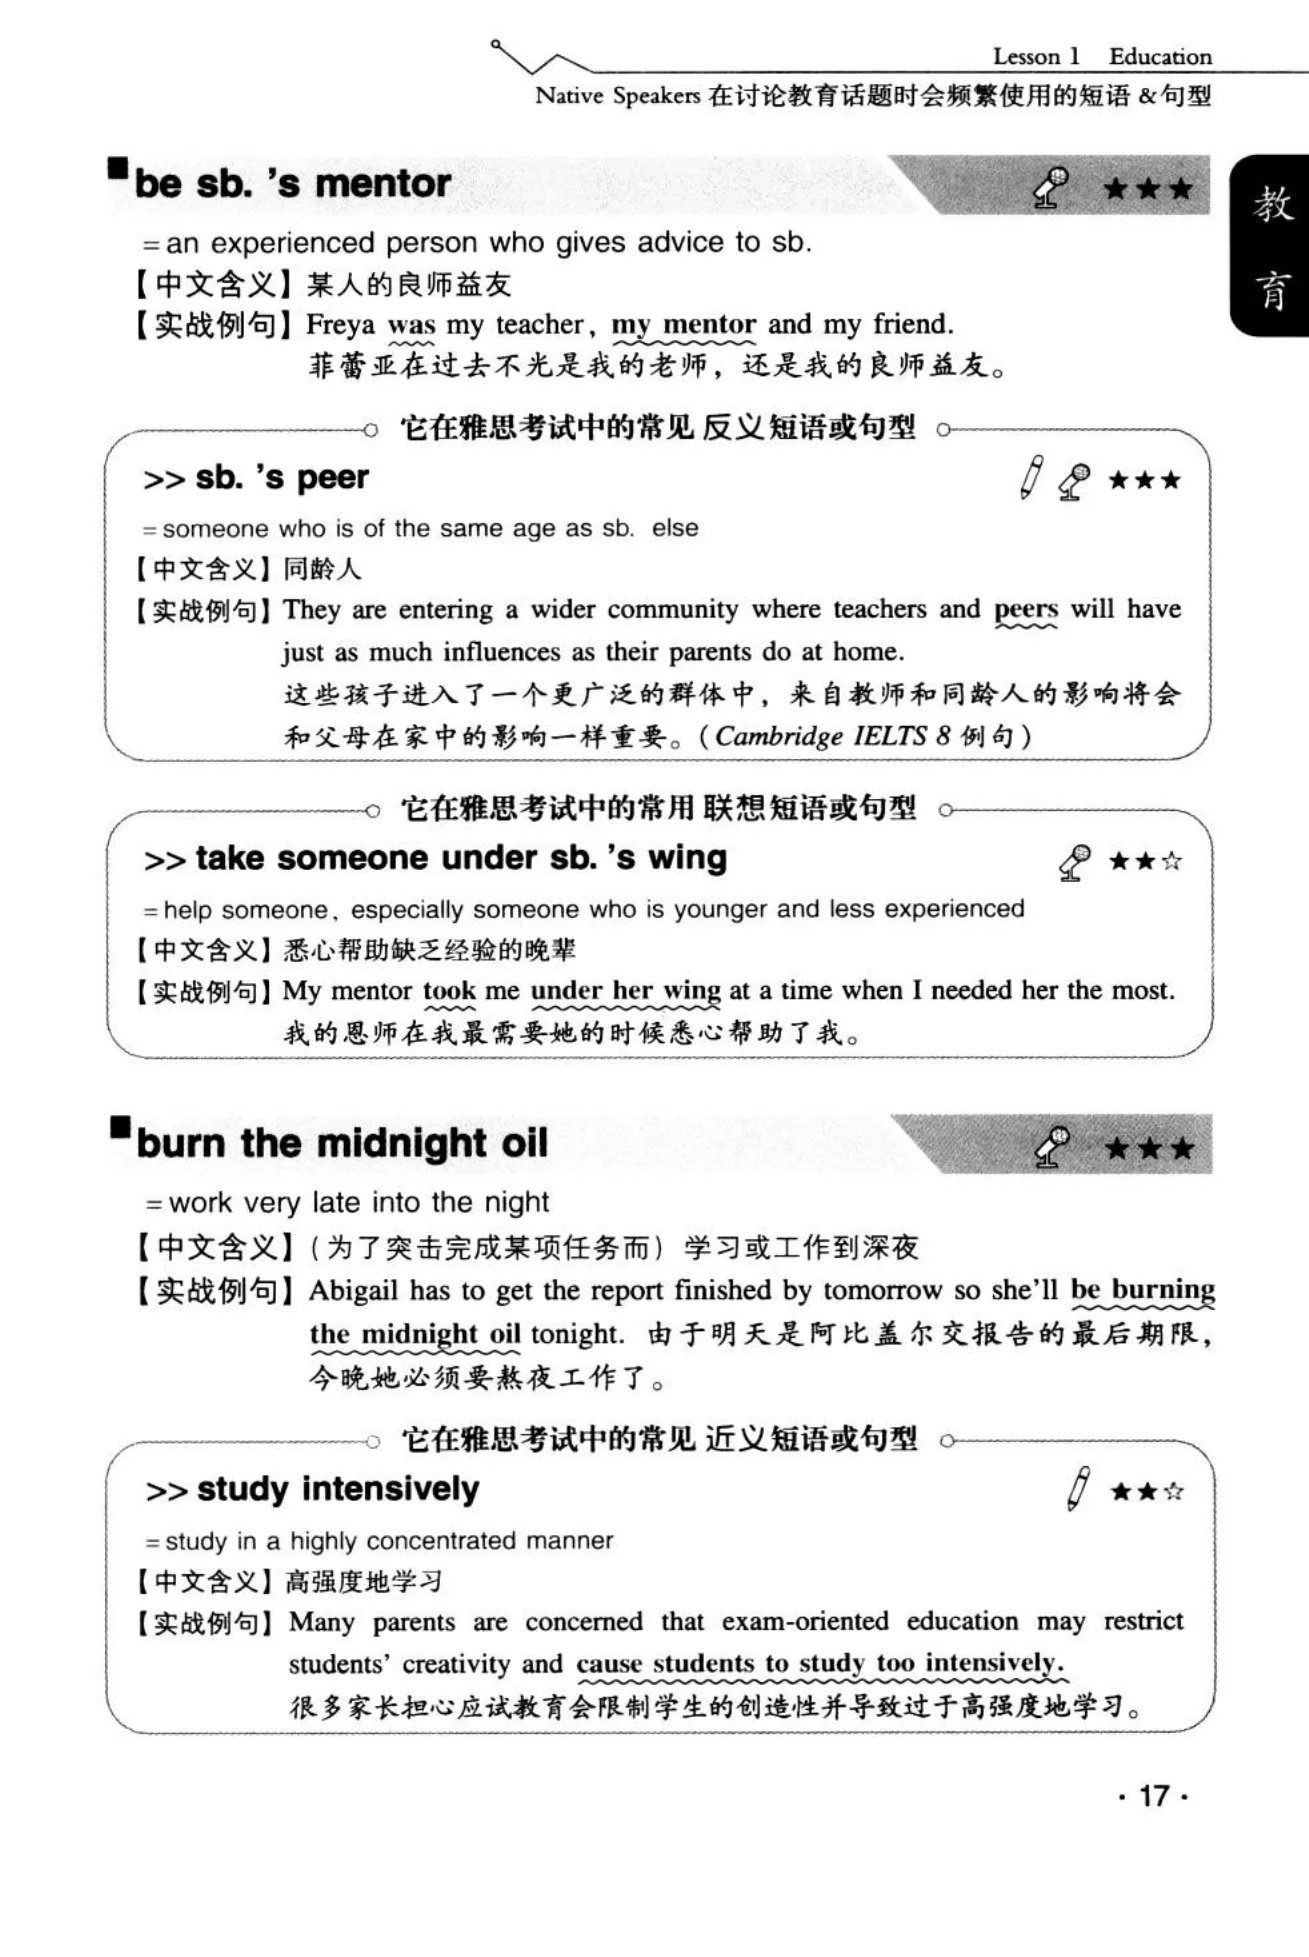 Lesson 1 Education
Native Speakers 在讨论教育话题时会频繁使用的短语 & 句型
教
育
be sb. 's mentor ★★★
= an experienced person who gives advice to sb.
【中文含义】某人的良师益友
【实战例句】Freya was my teacher, my mentor and my friend.
菲蕾亚在过去不光是我的老师，还是我的良师益友。
它在雅思考试中的常见 反义短语或句型
>> sb. 's peer ★★★
= someone who is of the same age as sb. else
【中文含义】同龄人
【实战例句】They are entering a wider community where teachers and peers will have
just as much influences as their parents do at home.
这些孩子进入了一个更广泛的群体中，来自教师和同龄人的影响将会
和父母在家中的影响一样重要。(Cambridge IELTS 8 例句)
它在雅思考试中的常用 联想短语或句型
>> take someone under sb. 's wing ★★☆
= help someone, especially someone who is younger and less experienced
【中文含义】悉心帮助缺乏经验的晚辈
【实战例句】My mentor took me under her wing at a time when I needed her the most.
我的恩师在我最需要她的时候悉心帮助了我。
burn the midnight oil ★★★
= work very late into the night
【中文含义】(为了突击完成某项任务而) 学习或工作到深夜
【实战例句】Abigail has to get the report finished by tomorrow so she'll be burning
the midnight oil tonight. 由于明天是阿比盖尔交报告的最后期限，
今晚她必须要熬夜工作了。
它在雅思考试中的常见 近义短语或句型
>> study intensively ★★☆
= study in a highly concentrated manner
【中文含义】高强度地学习
【实战例句】Many parents are concerned that exam-oriented education may restrict
students' creativity and cause students to study too intensively.
很多家长担心应试教育会限制学生的创造性并导致过于高强度地学习。
· 17 ·